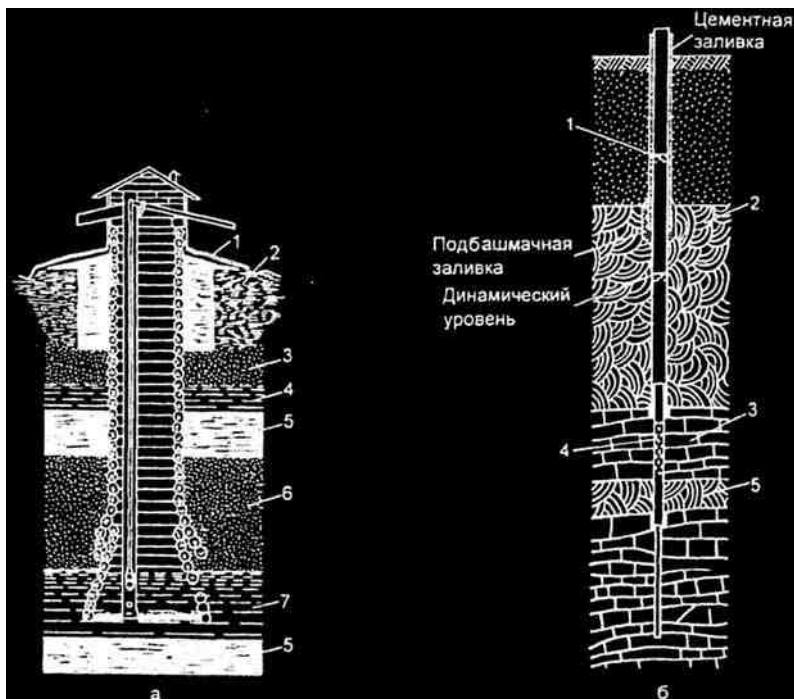 Цементная
заливка
1
2
Подбашмачная
заливка
Динамический
уровень
3
4
5
б
1
2
3
4
5
6
7
5
а